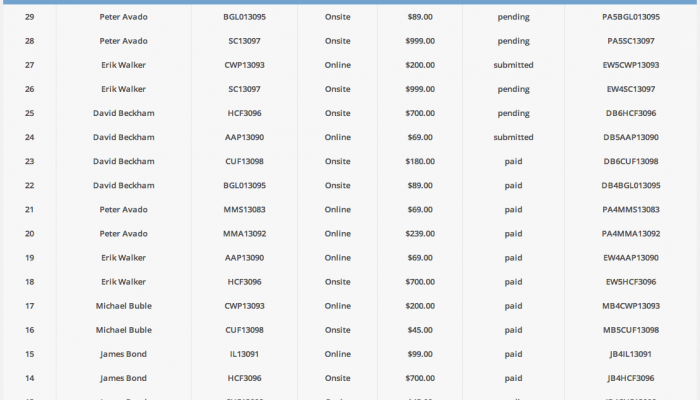 29 Peter Avado BGL013095 Onsite $89.00 pending PA5BGL013095
28 Peter Avado SC13097 Onsite $999.00 pending PA5SC13097
27 Erik Walker CWP13093 Online $200.00 submitted EW5CWP13093
26 Erik Walker SC13097 Onsite $999.00 pending EW4SC13097
25 David Beckham HCF3096 Onsite $700.00 pending DB6HCF3096
24 David Beckham AAP13090 Online $69.00 submitted DB5AAP13090
23 David Beckham CUF13098 Onsite $180.00 paid DB6CUF13098
22 David Beckham BGL013095 Onsite $89.00 paid DB4BGL013095
21 Peter Avado MMS13083 Online $69.00 paid PA4MMS13083
20 Peter Avado MMA13092 Online $239.00 paid PA4MMA13092
19 Erik Walker AAP13090 Online $69.00 paid EW4AAP13090
18 Erik Walker HCF3096 Onsite $700.00 paid EW5HCF3096
17 Michael Buble CWP13093 Online $200.00 paid MB4CWP13093
16 Michael Buble CUF13098 Onsite $45.00 paid MB5CUF13098
15 James Bond IL13091 Online $99.00 paid JB4IL13091
14 James Bond HCF3096 Onsite $700.00 paid JB4HCF3096